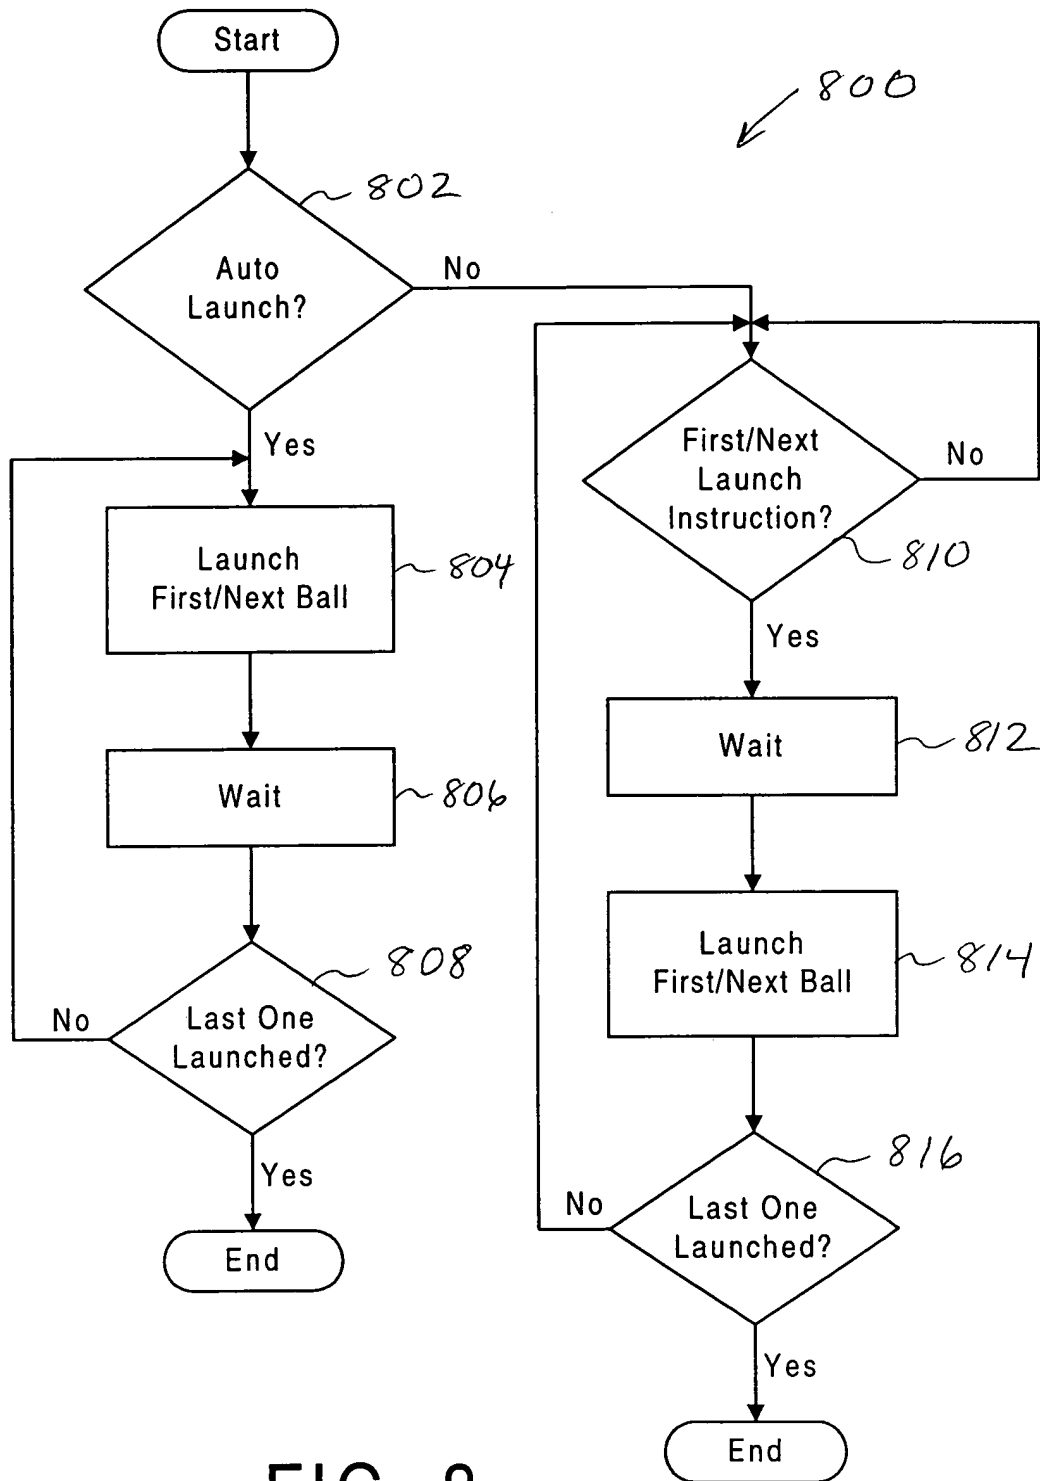 Start
800
802
Auto
Launch?
No
Yes
First/Next
Launch
Instruction?
No
810
Launch
First/Next Ball
804
Yes
Wait
812
Wait
806
Launch
First/Next Ball
814
808
Last One
Launched?
No
Yes
816
Last One
Launched?
No
End
Yes
End
FIG. 8